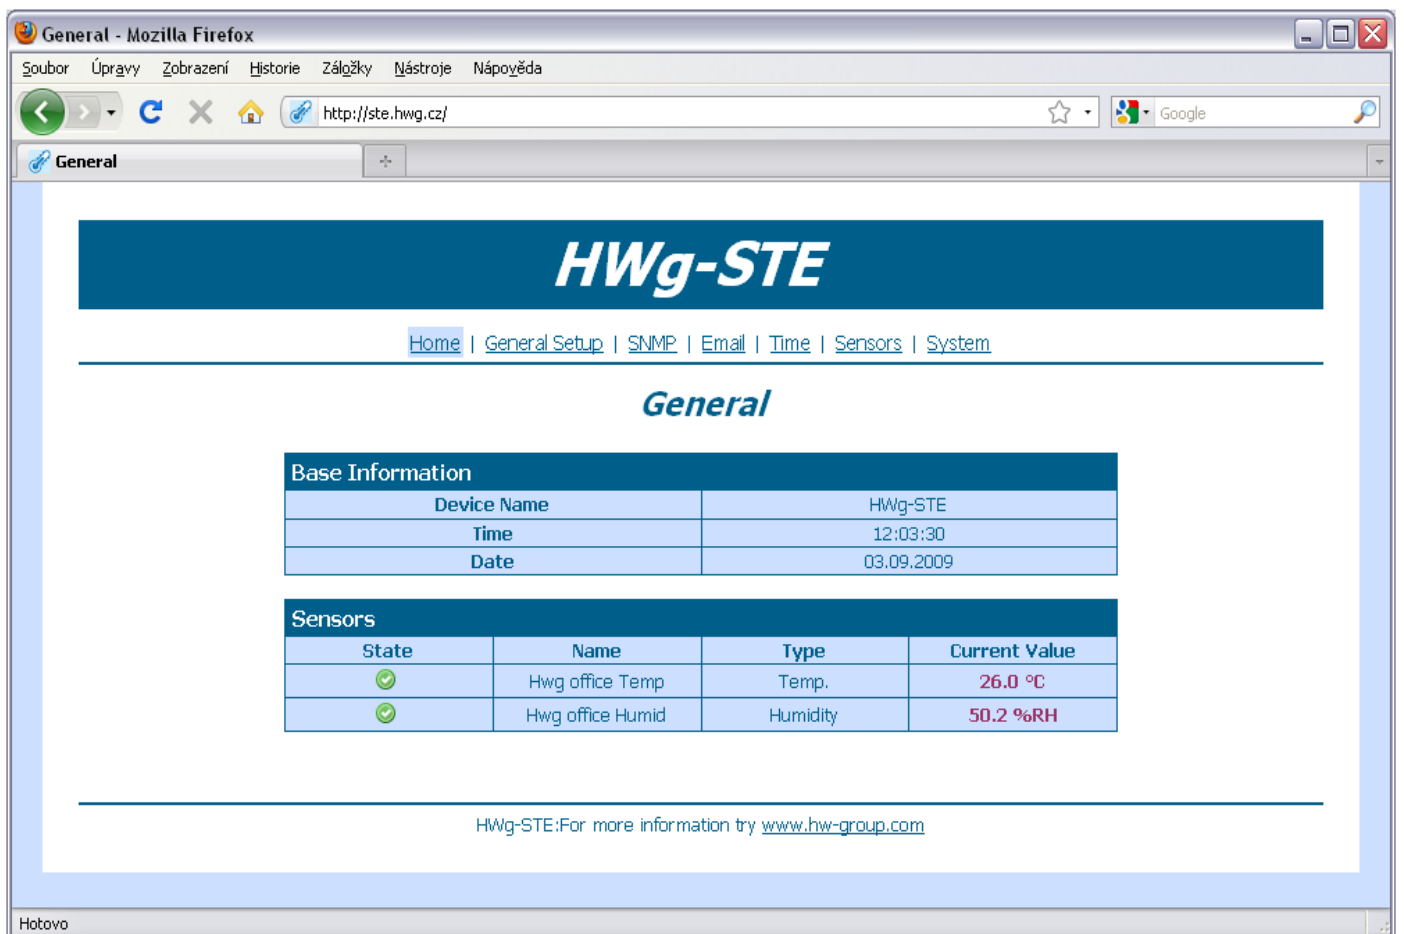 General - Mozilla Firefox
Soubor Úpravy Zobrazení Historie Záložky Nástroje Nápověda
http://ste.hwg.cz/ Google
General
HWg-STE
Home | General Setup | SNMP | Email | Time | Sensors | System
General
Base Information
Device Name HWg-STE
Time 12:03:30
Date 03.09.2009
Sensors
State Name Type Current Value
Hwg office Temp Temp. 26.0 °C
Hwg office Humid Humidity 50.2 %RH
HWg-STE:For more information try www.hw-group.com
Hotovo